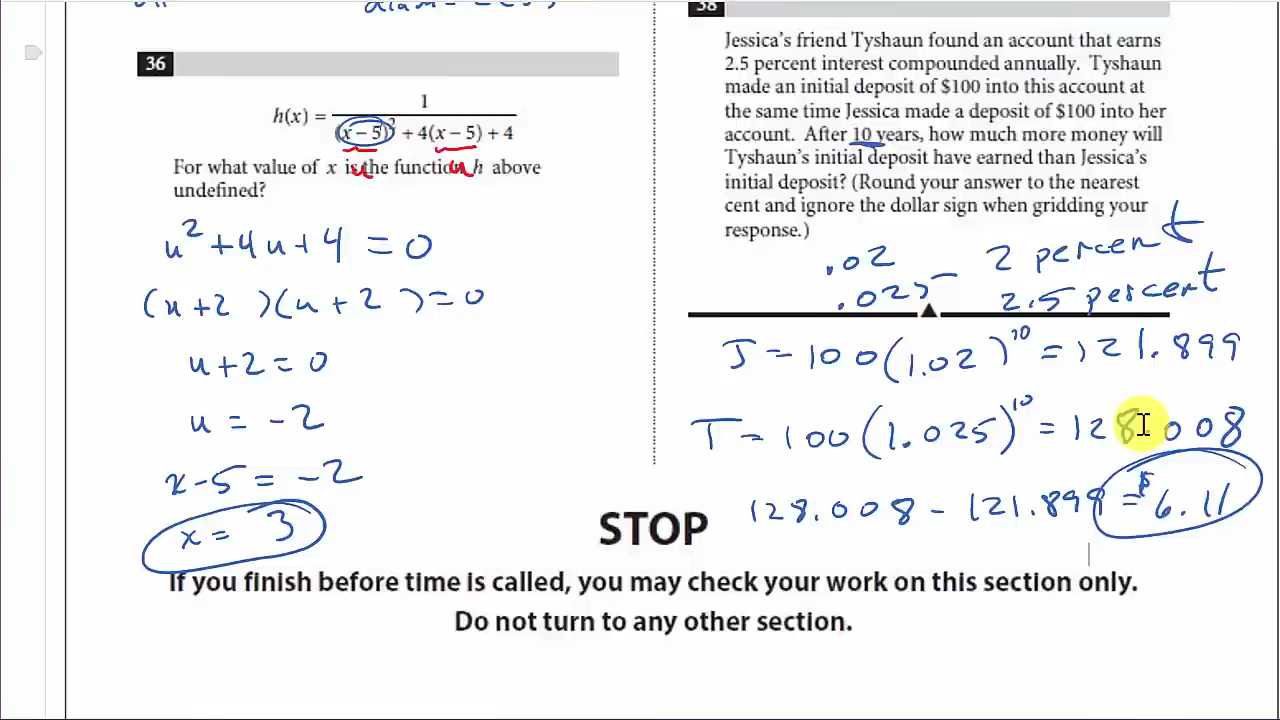 36
h(x) = 1 / (x − 5)² + 4(x − 5) + 4
u u
For what value of x is the function h above
undefined?
u² + 4u + 4 = 0
(u + 2)(u + 2) = 0
u + 2 = 0
u = -2
x - 5 = -2
x = 3
38
Jessica's friend Tyshaun found an account that earns
2.5 percent interest compounded annually. Tyshaun
made an initial deposit of $100 into this account at
the same time Jessica made a deposit of $100 into her
account. After 10 years, how much more money will
Tyshaun's initial deposit have earned than Jessica's
initial deposit? (Round your answer to the nearest
cent and ignore the dollar sign when gridding your
response.)
.02 - 2 percent
.025 2.5 percent
J = 100(1.02)¹⁰ = 121.899
T = 100(1.025)¹⁰ = 128.008
128.008 - 121.899 = $6.11
STOP
If you finish before time is called, you may check your work on this section only.
Do not turn to any other section.